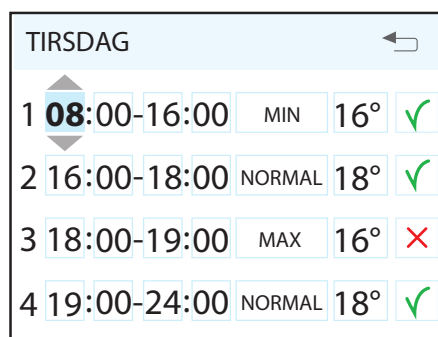 TIRSDAG
1 08:00-16:00 MIN 16°
2 16:00-18:00 NORMAL 18°
3 18:00-19:00 MAX 16°
4 19:00-24:00 NORMAL 18°